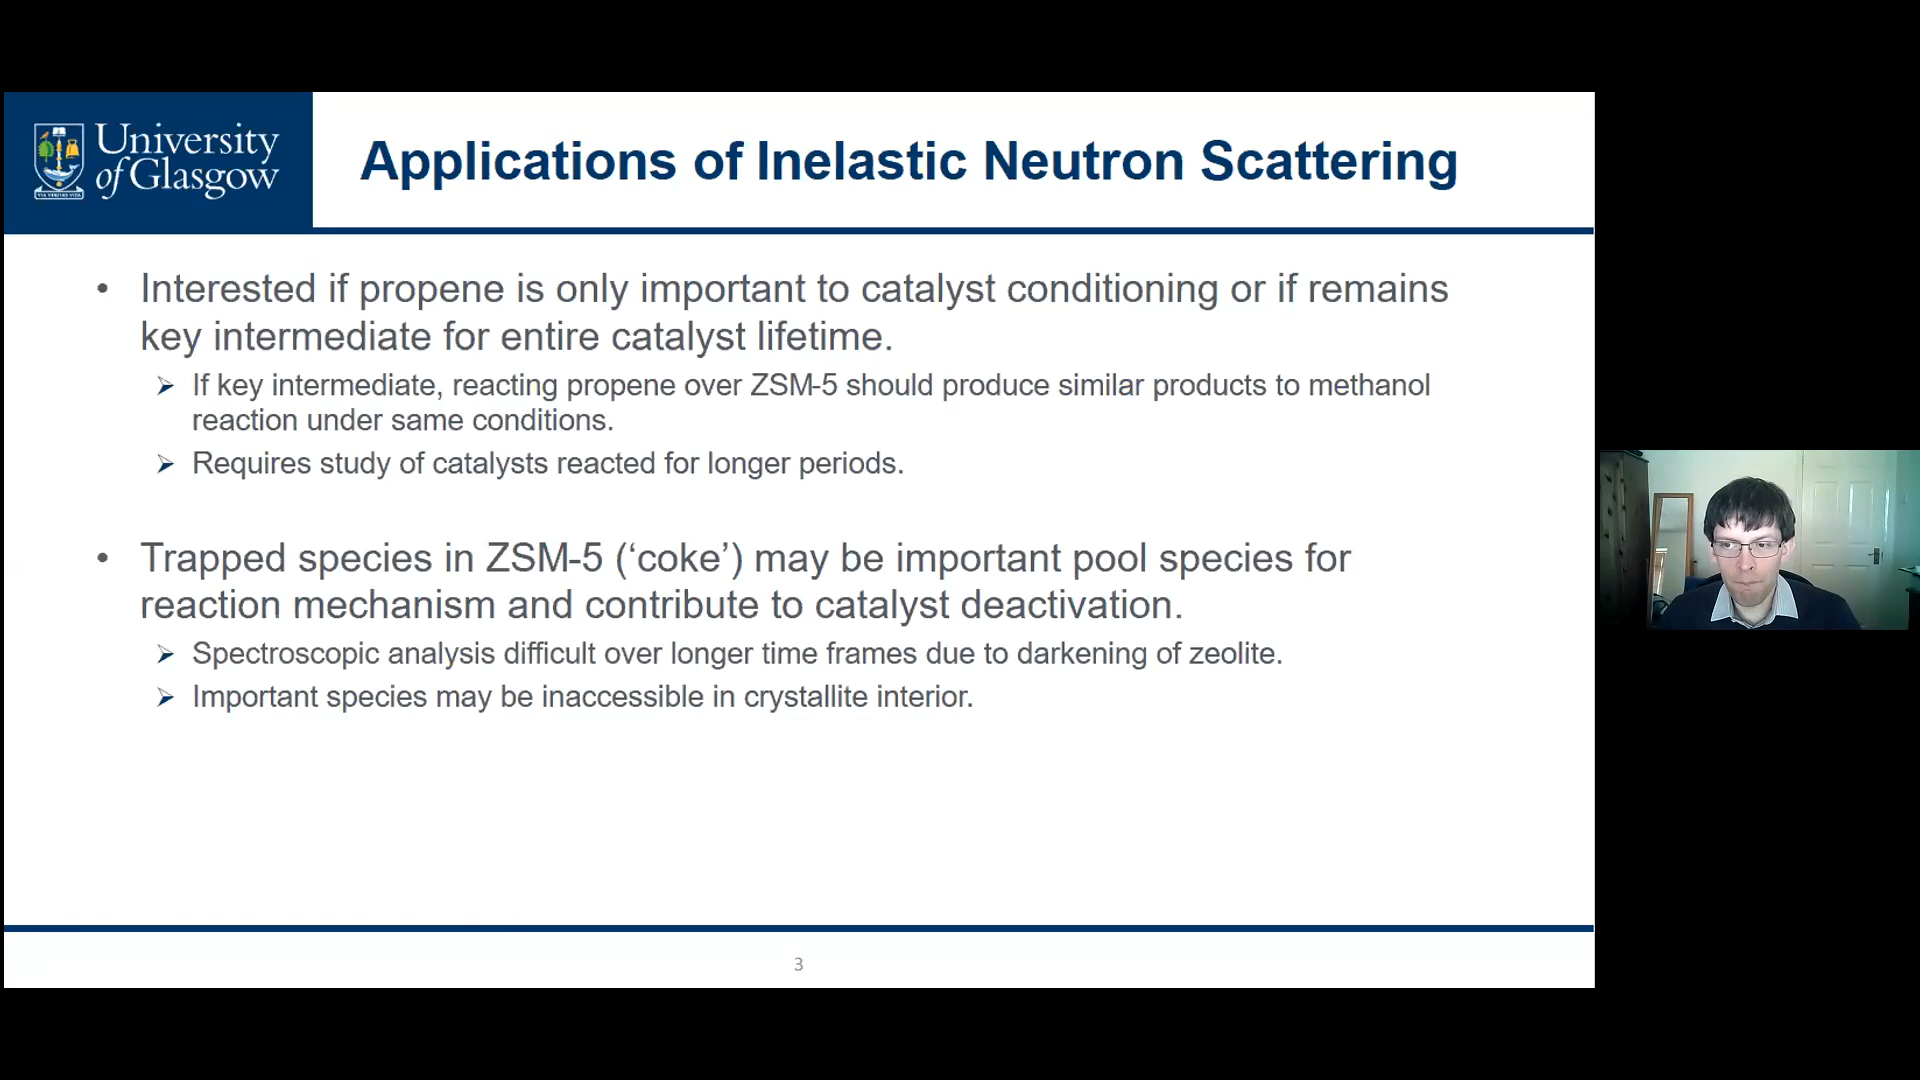 University
of Glasgow
Applications of Inelastic Neutron Scattering
• Interested if propene is only important to catalyst conditioning or if remains
key intermediate for entire catalyst lifetime.
➢ If key intermediate, reacting propene over ZSM-5 should produce similar products to methanol
reaction under same conditions.
➢ Requires study of catalysts reacted for longer periods.
• Trapped species in ZSM-5 (‘coke’) may be important pool species for
reaction mechanism and contribute to catalyst deactivation.
➢ Spectroscopic analysis difficult over longer time frames due to darkening of zeolite.
➢ Important species may be inaccessible in crystallite interior.
3